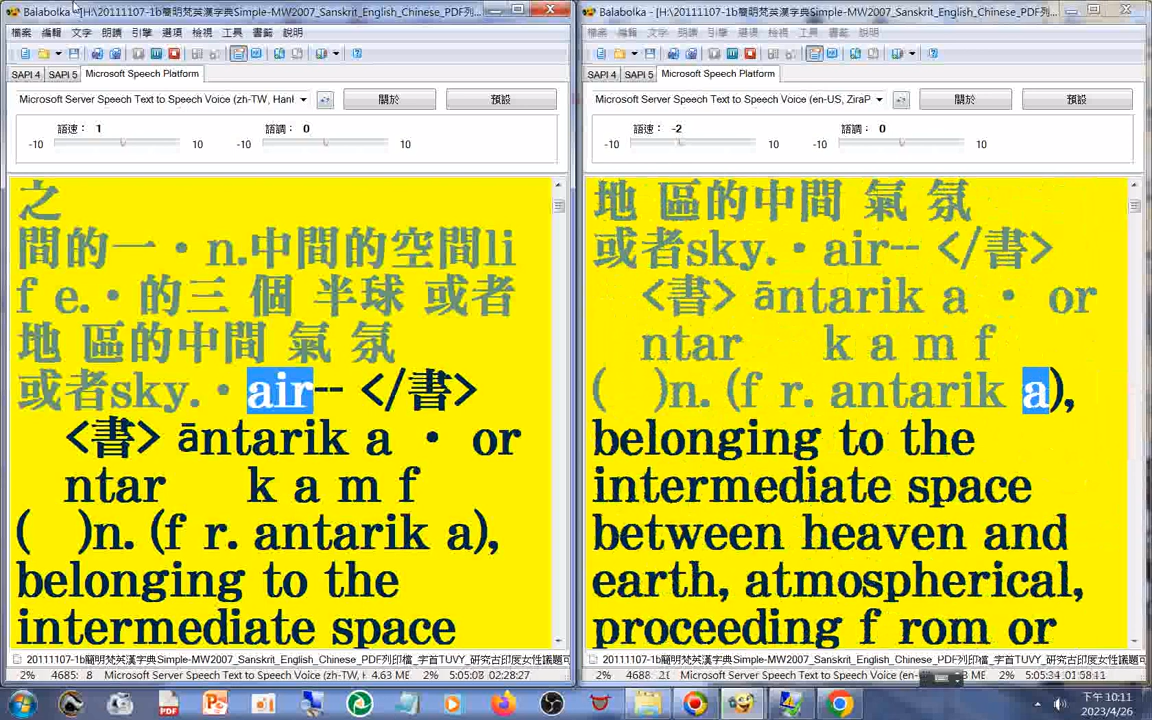 Balabolka - [H:\20111107-1b簡明梵英漢字典Simple-MW2007_Sanskrit_English_Chinese_PDF列...
檔案 編輯 文字 朗讀 引擎 選項 檢視 工具 書籤 說明
SAPI 4 SAPI 5 Microsoft Speech Platform
Microsoft Server Speech Text to Speech Voice (zh-TW, HanH 關於 預設
語速： 1 語調： 0
-10 10 -10 10
之
間的一・n.中間的空間li
f e.・的三 個 半球 或者
地 區的中間 氣 氛
或者sky.・air-- </書>
<書> āntarik a ・ or
ntar k a m f
( )n. (f r. antarik a),
belonging to the
intermediate space
20111107-1b簡明梵英漢字典Simple-MW2007_Sanskrit_English_Chinese_PDF列印檔_字首TUVY_研究古印度女性議題可
2% 4685: 8 Microsoft Server Speech Text to Speech Voice (zh-TW, H 4.63 ME 2% 5:05:03 02:28:27
Balabolka - [H:\20111107-1b簡明梵英漢字典Simple-MW2007_Sanskrit_English_Chinese_PDF列...
檔案 編輯 文字 朗讀 引擎 選項 檢視 工具 書籤 說明
SAPI 4 SAPI 5 Microsoft Speech Platform
Microsoft Server Speech Text to Speech Voice (en-US, ZiraP 關於 預設
語速： -2 語調： 0
-10 10 -10 10
地 區的中間 氣 氛
或者sky.・air-- </書>
<書> āntarik a ・ or
ntar k a m f
( )n. (f r. antarik a),
belonging to the
intermediate space
between heaven and
earth, atmospherical,
proceeding f rom or
20111107-1b簡明梵英漢字典Simple-MW2007_Sanskrit_English_Chinese_PDF列印檔_字首TUVY_研究古印度女性議題可
2% 4688 Microsoft Server Speech Text to Speech Voice 2% 5:05:34 01:58:11
下午 10:11
2023/4/26